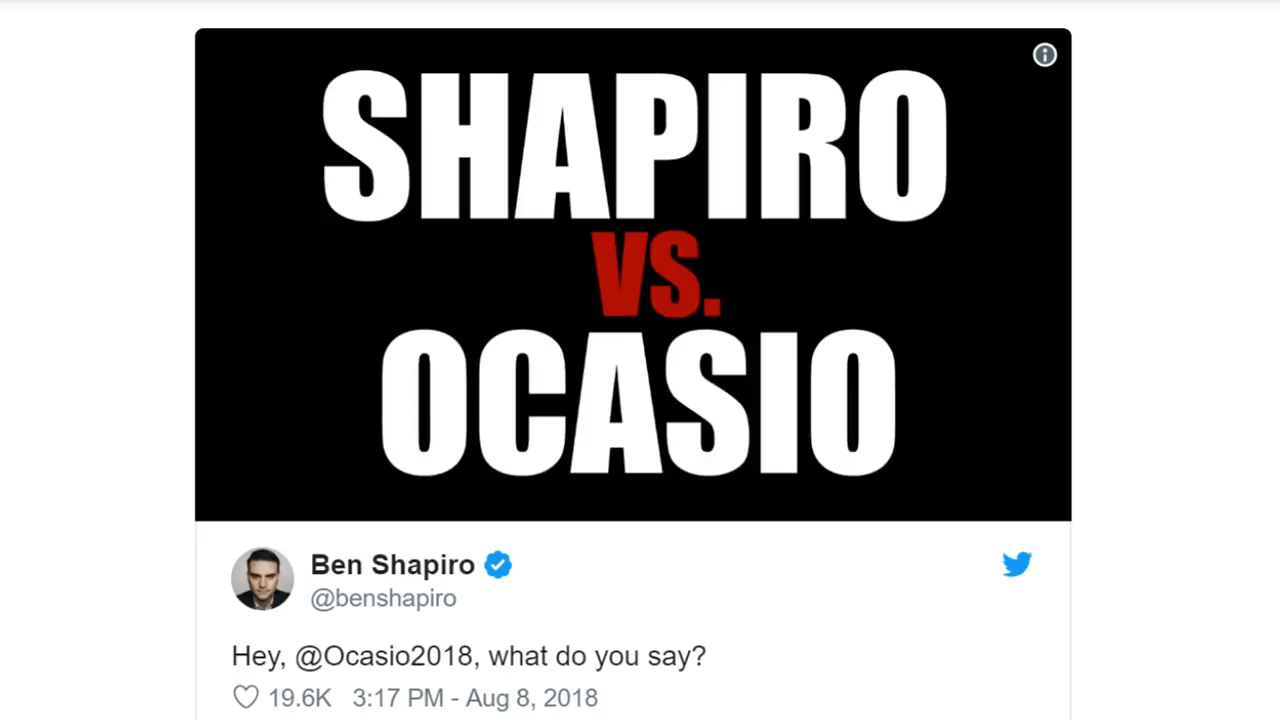 SHAPIRO
VS.
OCASIO
Ben Shapiro
@benshapiro
Hey, @Ocasio2018, what do you say?
19.6K 3:17 PM - Aug 8, 2018